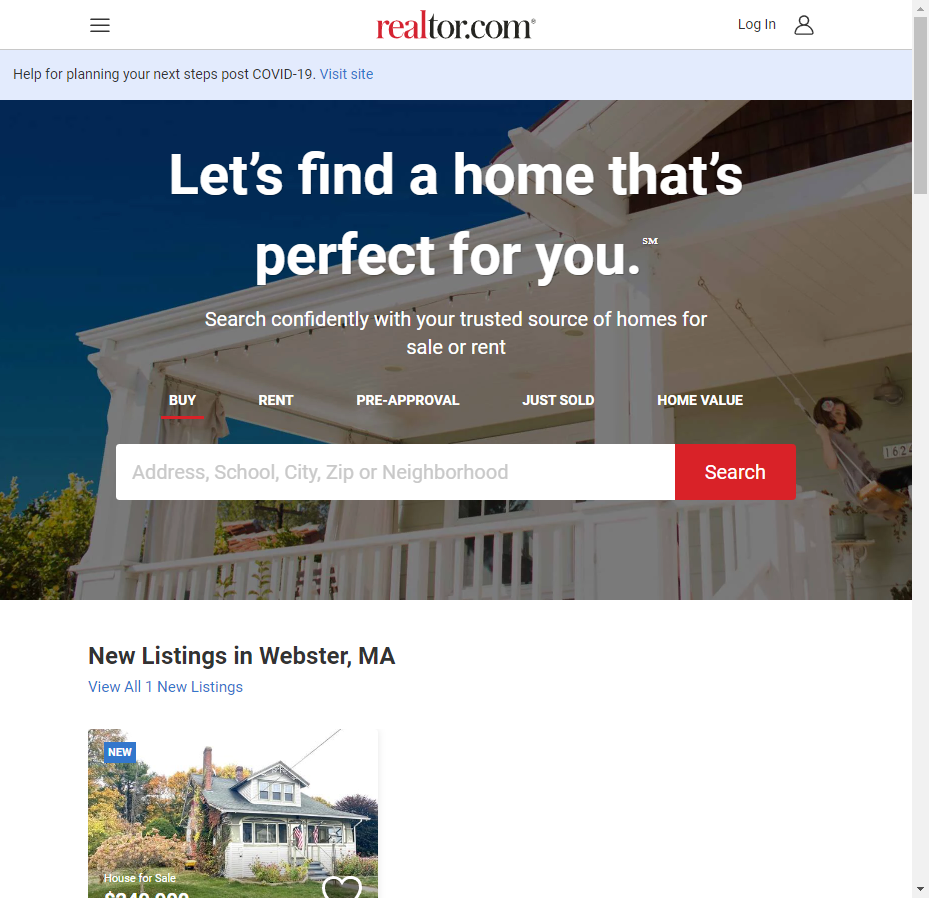 realtor.com®
Log In
Help for planning your next steps post COVID-19. Visit site
Let's find a home that's
perfect for you.℠
Search confidently with your trusted source of homes for
sale or rent
BUY RENT PRE-APPROVAL JUST SOLD HOME VALUE
Address, School, City, Zip or Neighborhood
Search
New Listings in Webster, MA
View All 1 New Listings
NEW
House for Sale